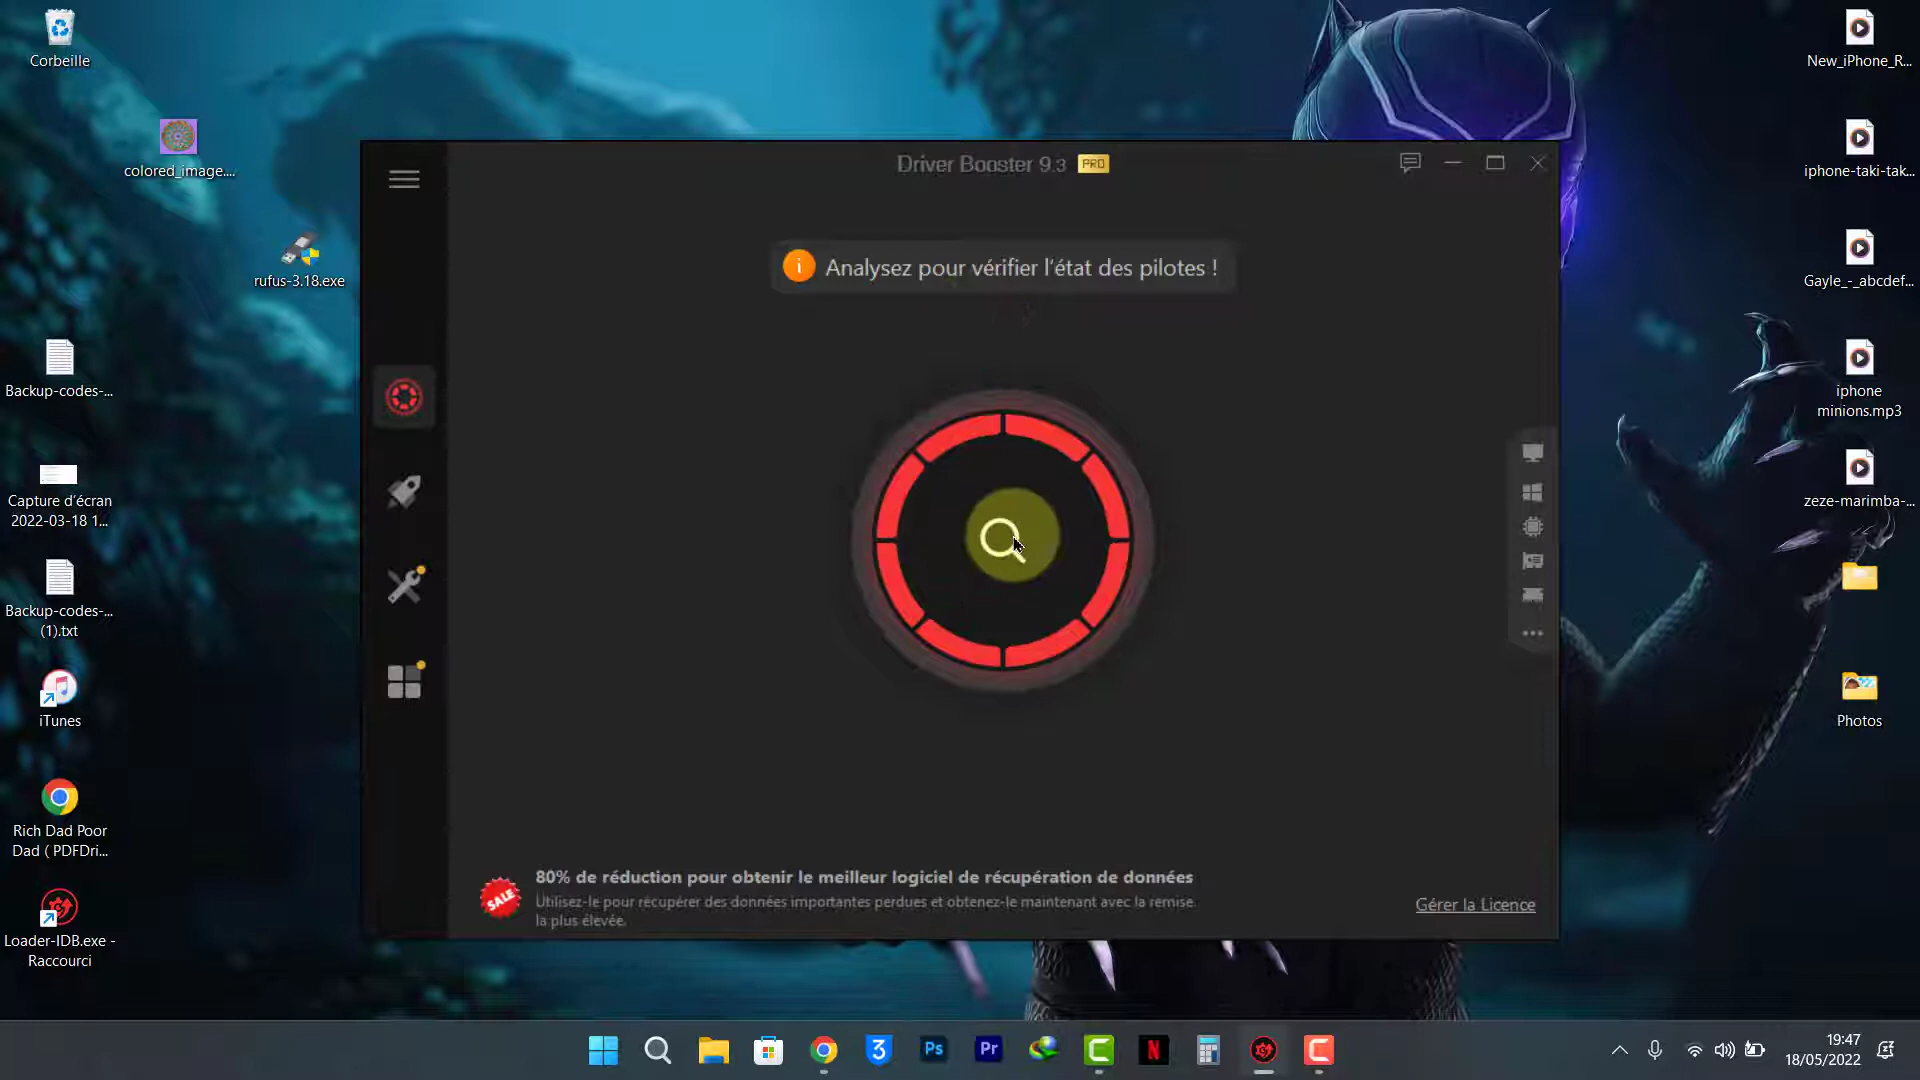 Corbeille
colored_image....
rufus-3.18.exe
Backup-codes-...
Capture d'écran
2022-03-18 1...
Backup-codes-...
(1).txt
iTunes
Rich Dad Poor
Dad ( PDFDri...
Loader-IDB.exe -
Raccourci
Driver Booster 9.3 PRO
Analysez pour vérifier l'état des pilotes !
SALE
80% de réduction pour obtenir le meilleur logiciel de récupération de données
Utilisez-le pour récupérer des données importantes perdues et obtenez-le maintenant avec la remise
la plus élevée.
Gérer la Licence
New_iPhone_R...
iphone-taki-tak...
Gayle_-_abcdef...
iphone
minions.mp3
zeze-marimba-...
Photos
3
Ps
Pr
N
19:47
18/05/2022